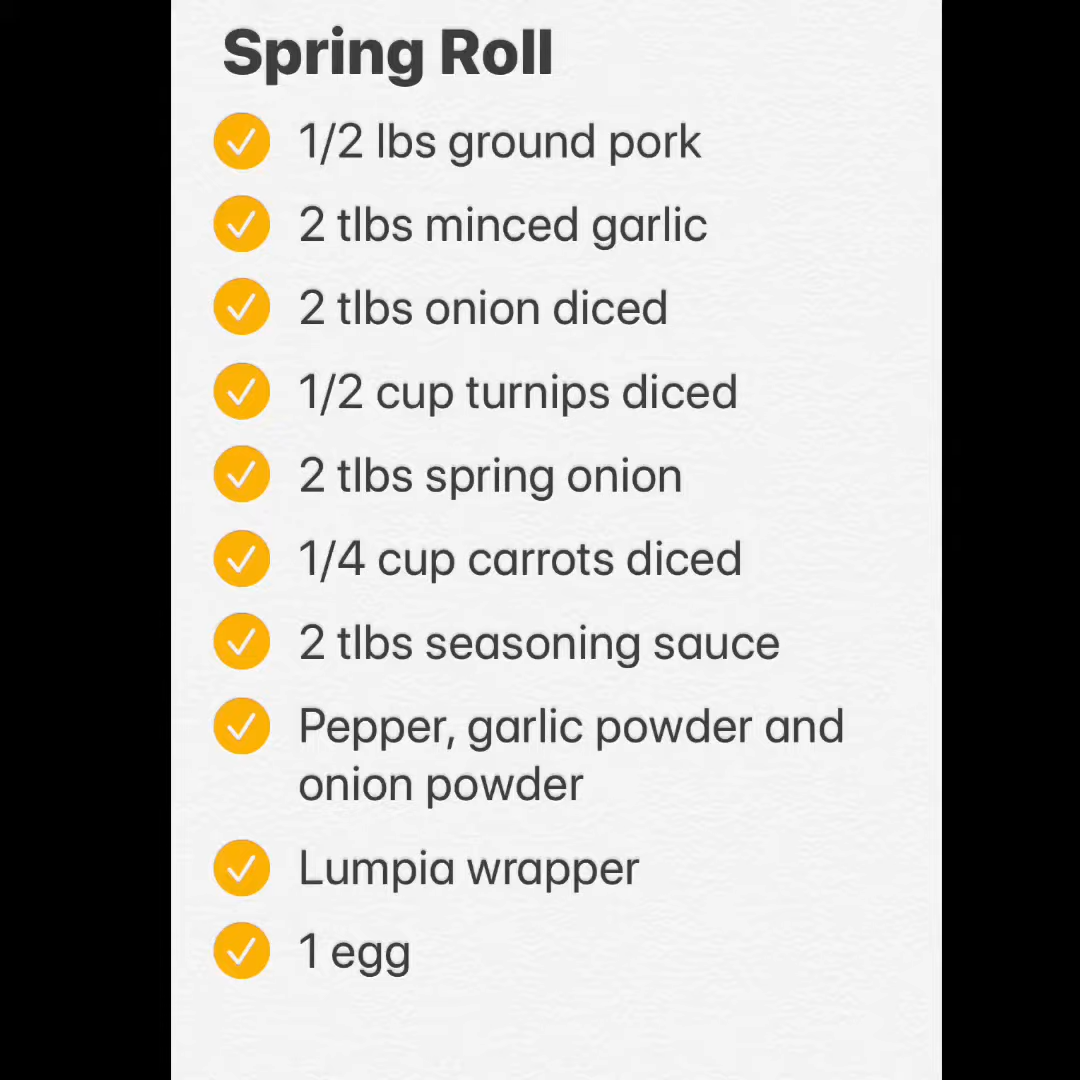 Spring Roll
1/2 lbs ground pork
2 tlbs minced garlic
2 tlbs onion diced
1/2 cup turnips diced
2 tlbs spring onion
1/4 cup carrots diced
2 tlbs seasoning sauce
Pepper, garlic powder and
onion powder
Lumpia wrapper
1 egg